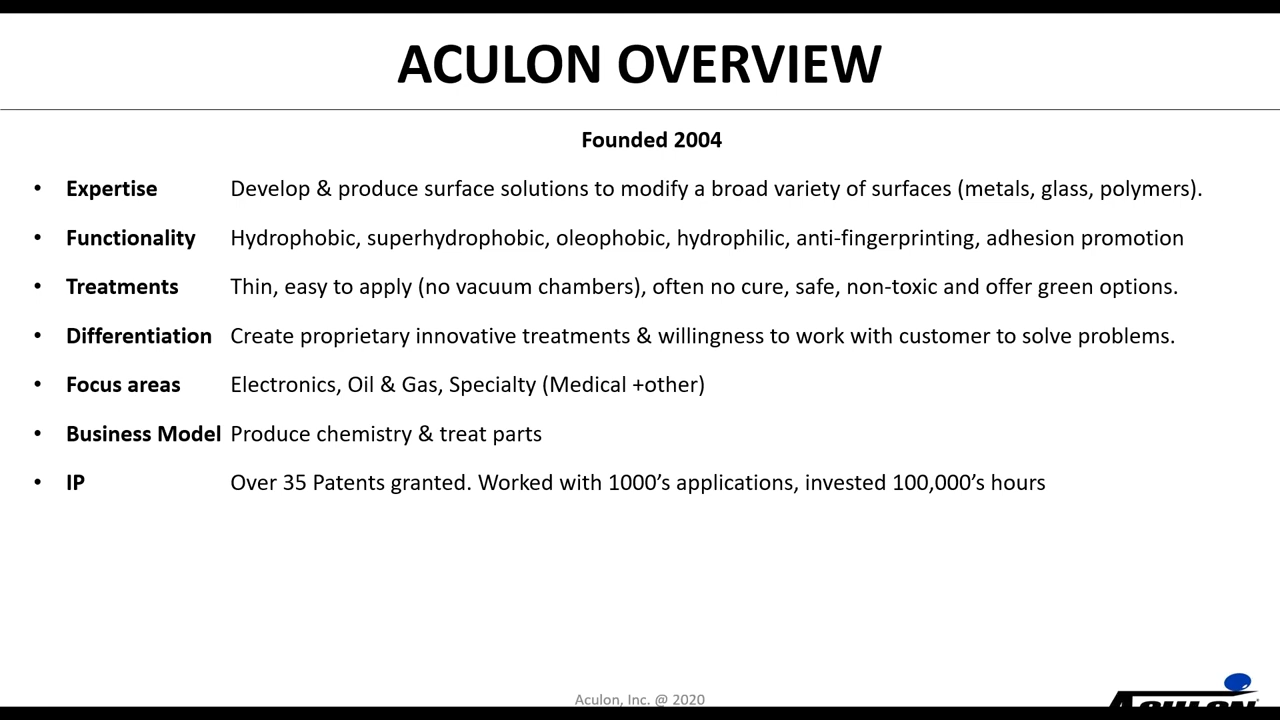 ACULON OVERVIEW
Founded 2004
• Expertise Develop & produce surface solutions to modify a broad variety of surfaces (metals, glass, polymers).
• Functionality Hydrophobic, superhydrophobic, oleophobic, hydrophilic, anti-fingerprinting, adhesion promotion
• Treatments Thin, easy to apply (no vacuum chambers), often no cure, safe, non-toxic and offer green options.
• Differentiation Create proprietary innovative treatments & willingness to work with customer to solve problems.
• Focus areas Electronics, Oil & Gas, Specialty (Medical +other)
• Business Model Produce chemistry & treat parts
• IP Over 35 Patents granted. Worked with 1000’s applications, invested 100,000’s hours
Aculon, Inc. @ 2020
ACULON